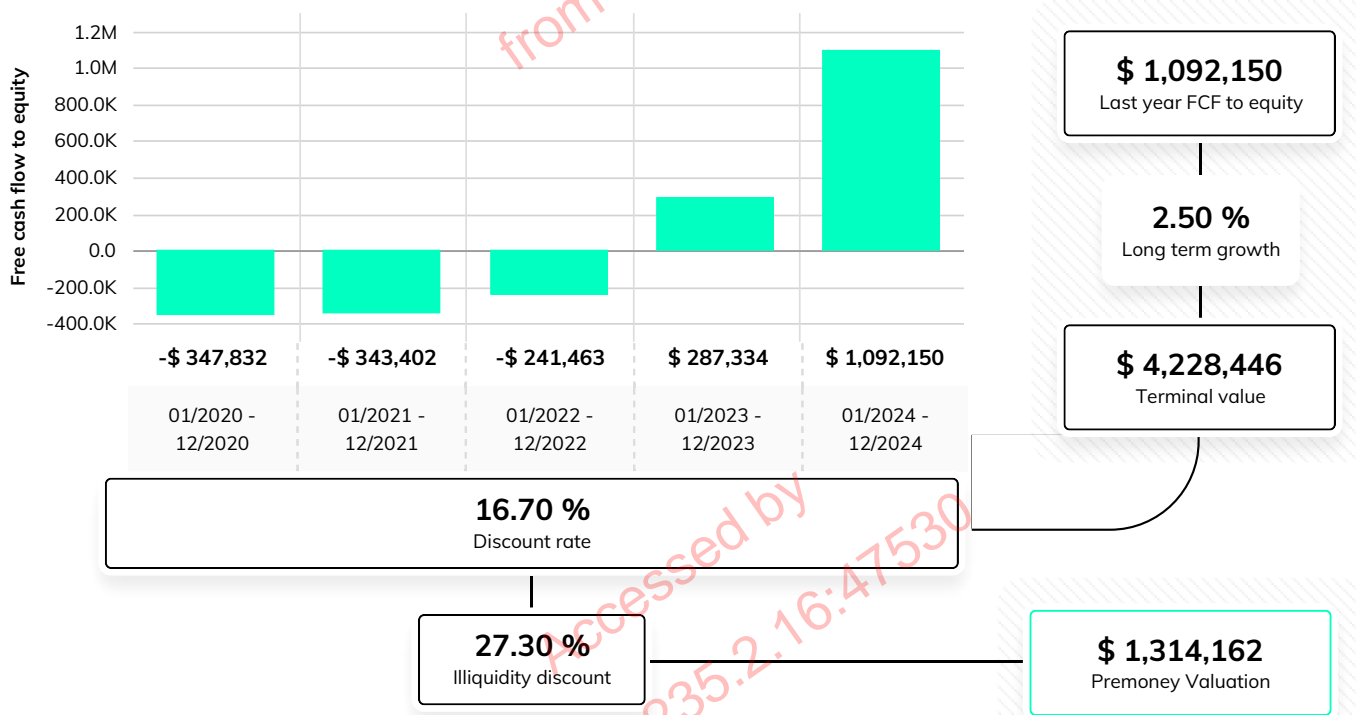 from
Free cash flow to equity
1.2M
1.0M
800.0K
600.0K
400.0K
200.0K
0.0
-200.0K
-400.0K
-$ 347,832
-$ 343,402
-$ 241,463
$ 287,334
$ 1,092,150
01/2020 -
12/2020
01/2021 -
12/2021
01/2022 -
12/2022
01/2023 -
12/2023
01/2024 -
12/2024
$ 1,092,150
Last year FCF to equity
2.50 %
Long term growth
$ 4,228,446
Terminal value
16.70 %
Discount rate
27.30 %
Illiquidity discount
$ 1,314,162
Premoney Valuation
Accessed by
235.2.16:47530